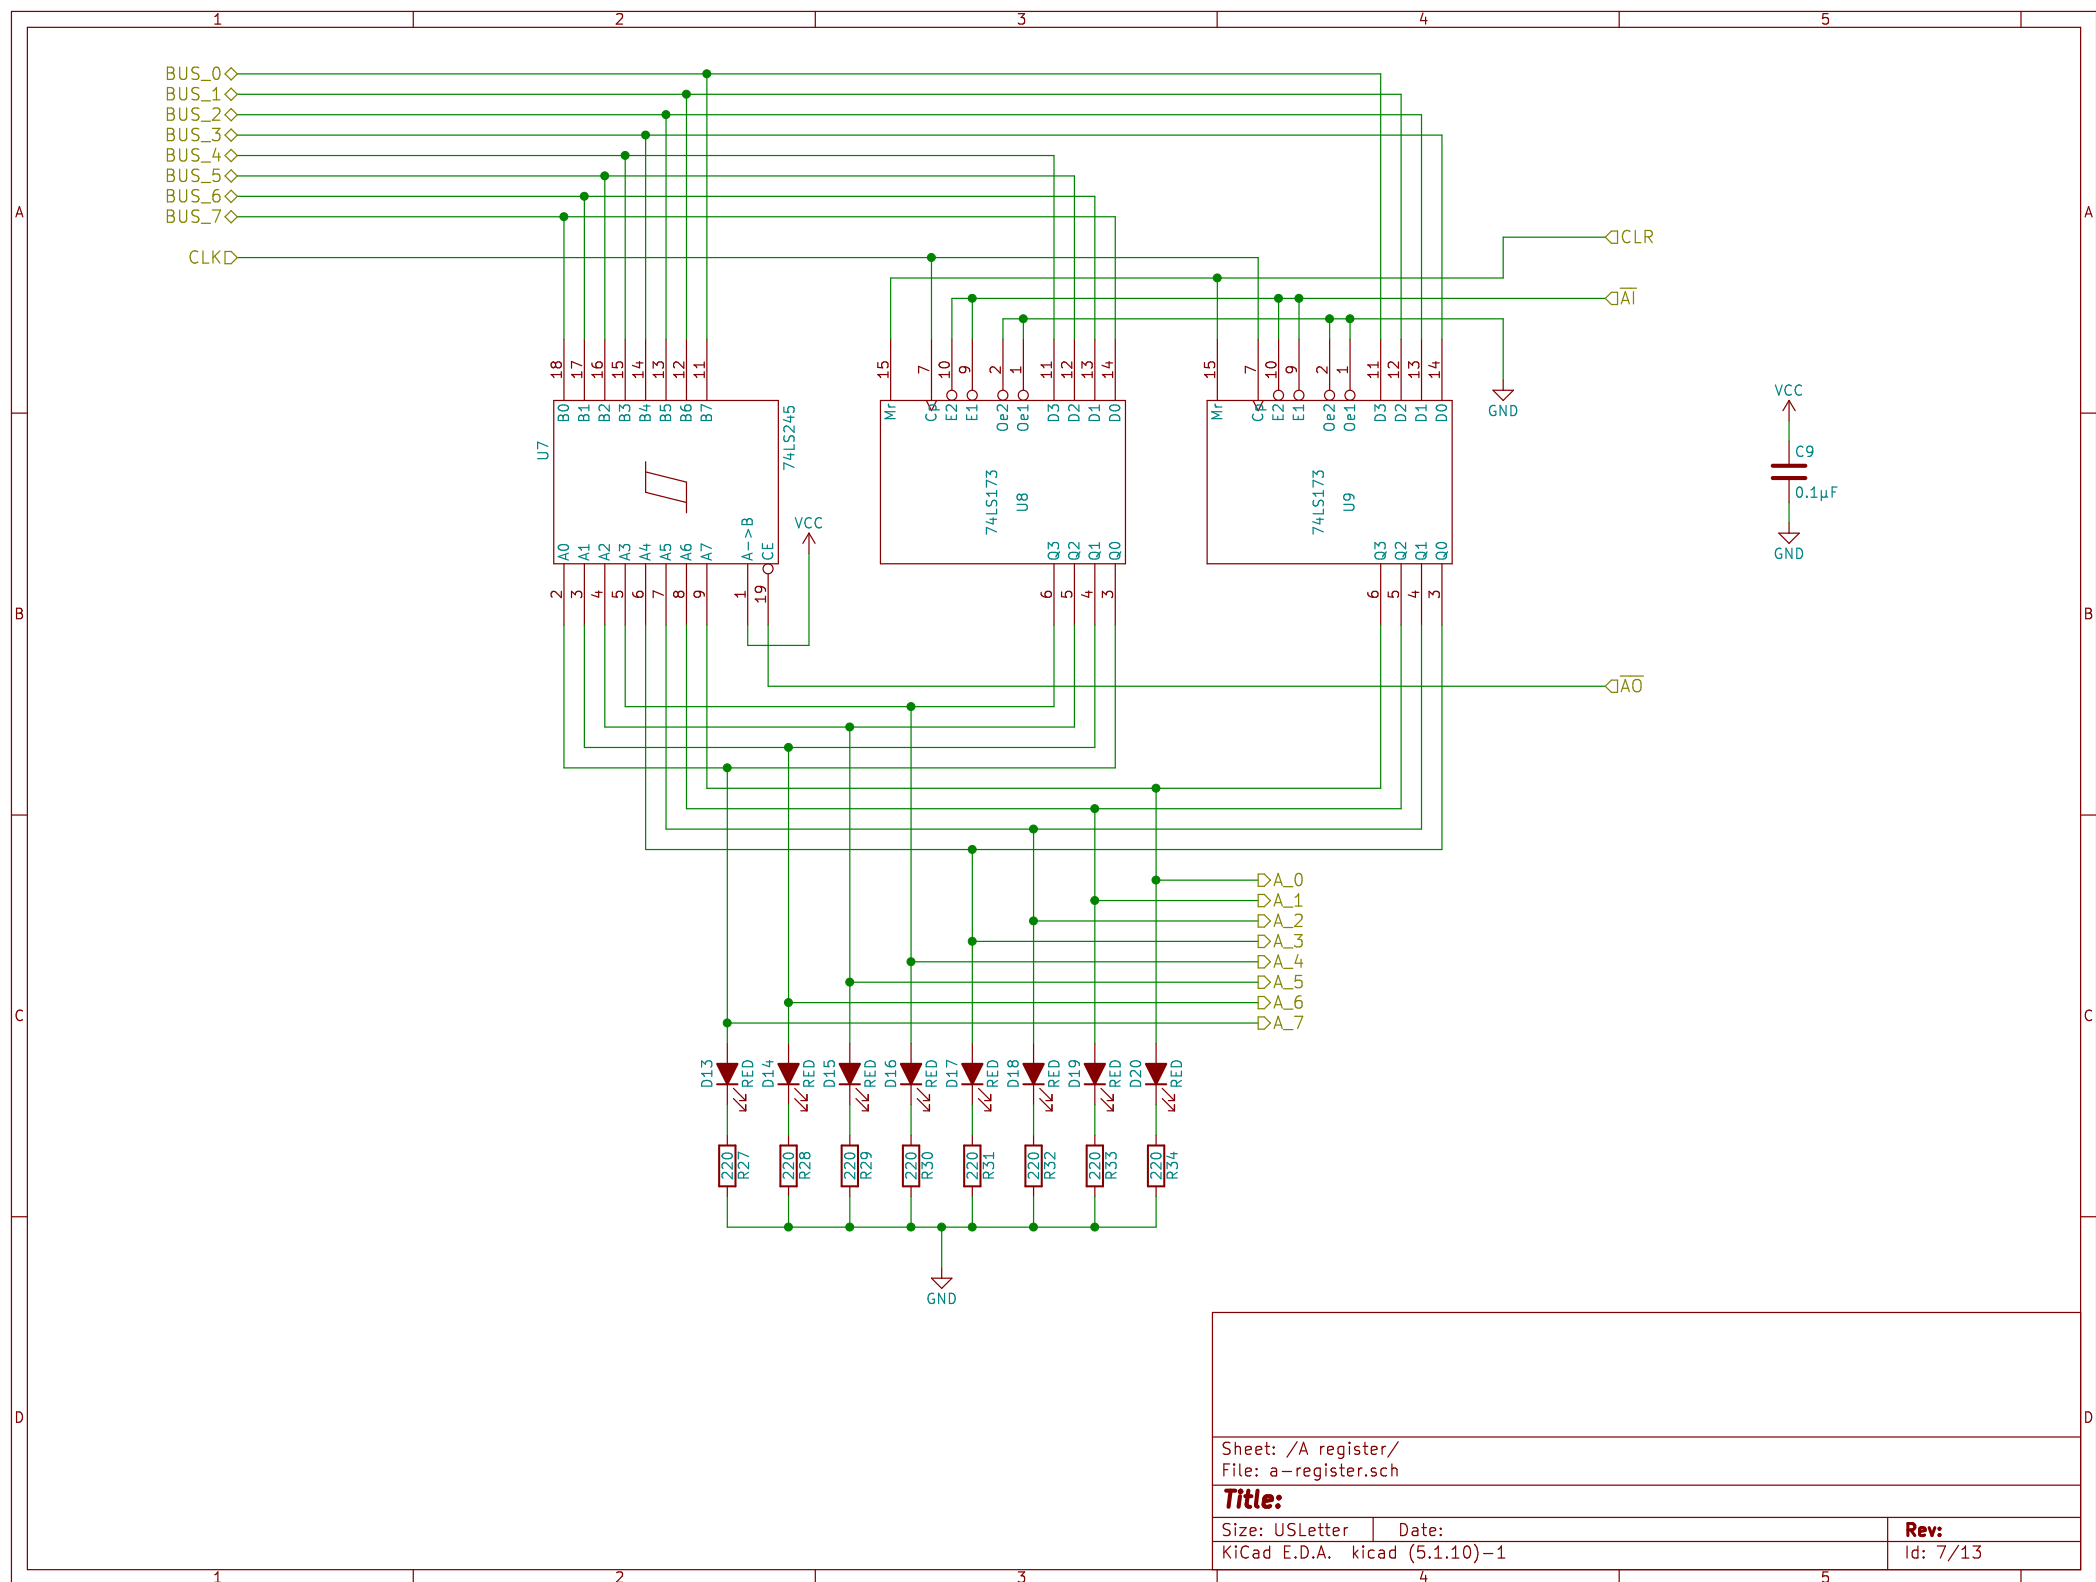 1 2 3 4 5
BUS_0
BUS_1
BUS_2
BUS_3
BUS_4
BUS_5
BUS_6
BUS_7
A A
CLR
CLK
AI
18 17 16 15 14 13 12 11
15 7 10 9 2 1 11 12 13 14
15 7 10 9 2 1 11 12 13 14
GND
VCC
B0 B1 B2 B3 B4 B5 B6 B7
Mr Cp E2 E1 Oe2 Oe1 D3 D2 D1 D0
Mr Cp E2 E1 Oe2 Oe1 D3 D2 D1 D0
U7 74LS245
74LS173 U8
74LS173 U9
C9
0.1µF
GND
VCC
A0 A1 A2 A3 A4 A5 A6 A7 A->B CE
Q3 Q2 Q1 Q0
Q3 Q2 Q1 Q0
2 3 4 5 6 7 8 9 1 19
6 5 4 3
6 5 4 3
B B
AO
A_0
A_1
A_2
A_3
A_4
A_5
A_6
A_7
C C
D13 RED D14 RED D15 RED D16 RED D17 RED D18 RED D19 RED D20 RED
220 R27 220 R28 220 R29 220 R30 220 R31 220 R32 220 R33 220 R34
GND
D D
Sheet: /A register/
File: a-register.sch
Title:
Size: USLetter Date: Rev:
KiCad E.D.A. kicad (5.1.10)-1 Id: 7/13
1 2 3 4 5